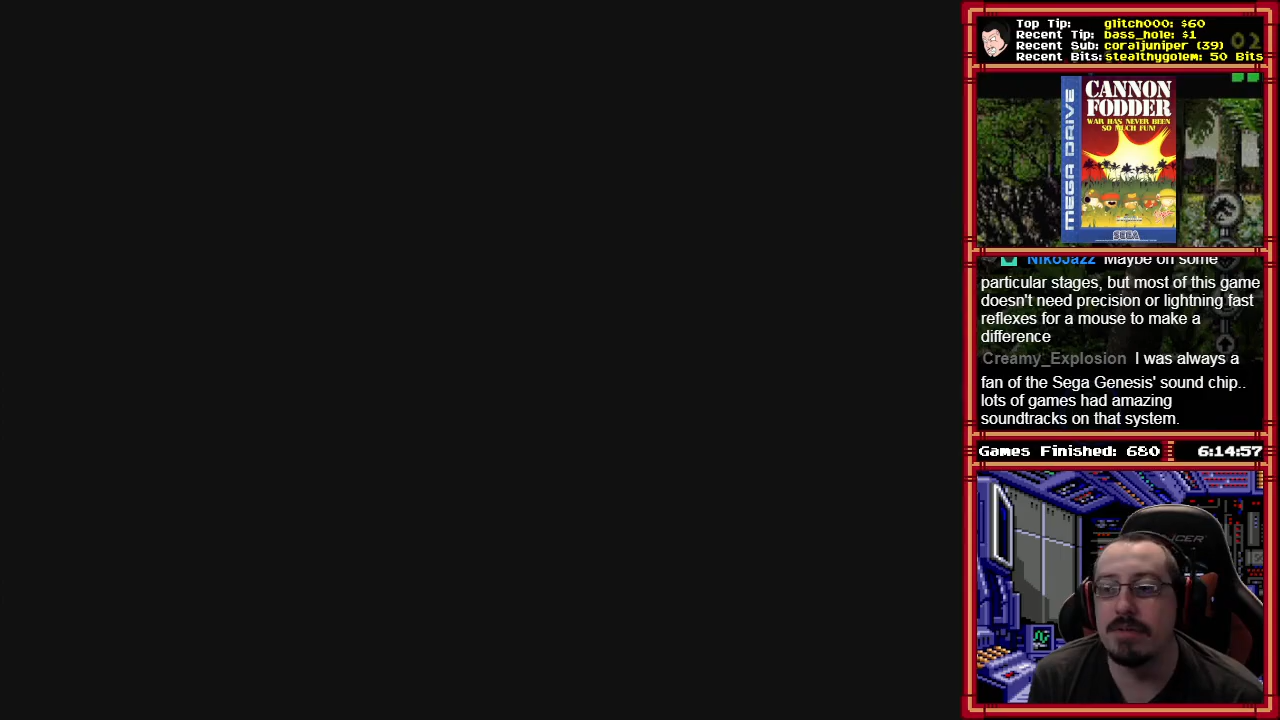 Top Tip: glitch000: $60
Recent Tip: bass_hole: $1
Recent Sub: coraljuniper (39)
Recent Bits: stealthygolem: 50 Bits
02
CANNON
FODDER
WAR HAS NEVER BEEN
SO MUCH FUN!
MEGA DRIVE
SEGA
NikoJazz Maybe on some
particular stages, but most of this game
doesn't need precision or lightning fast
reflexes for a mouse to make a
difference
Creamy_Explosion I was always a
fan of the Sega Genesis' sound chip..
lots of games had amazing
soundtracks on that system.
Games Finished: 680
6:14:57